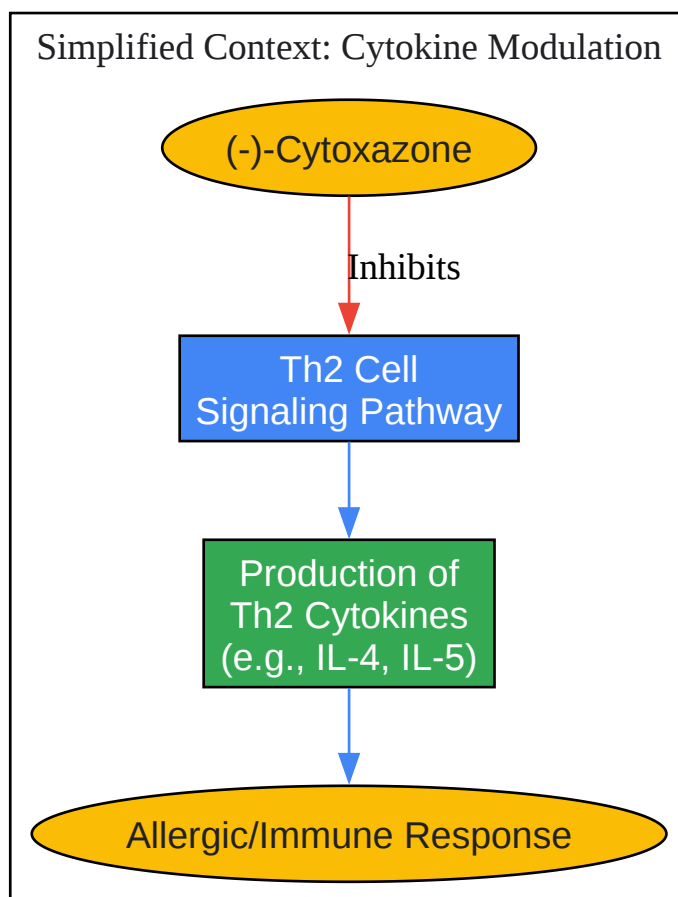 Simplified Context: Cytokine Modulation
(-)-Cytoxazone
Inhibits
Th2 Cell
Signaling Pathway
Production of
Th2 Cytokines
(e.g., IL-4, IL-5)
Allergic/Immune Response